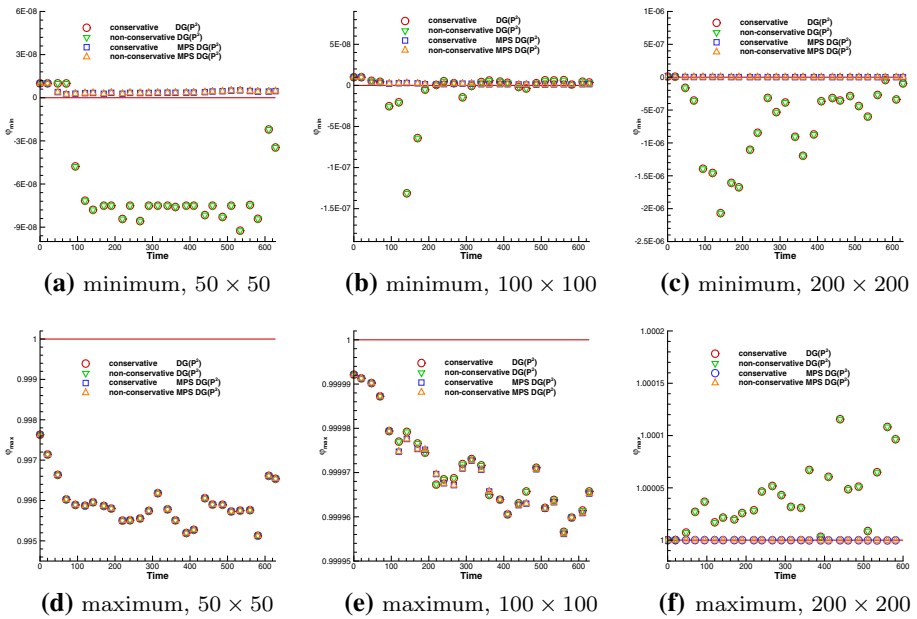 6E-08
3E-08
0
-3E-08
-6E-08
-9E-08
φmin
0 100 200 300 400 500 600
Time
conservative DG(P²)
non-conservative DG(P²)
conservative MPS DG(P²)
non-conservative MPS DG(P²)
(a) minimum, 50 × 50
5E-08
0
-5E-08
-1E-07
-1.5E-07
φmin
0 100 200 300 400 500 600
Time
conservative DG(P²)
non-conservative DG(P²)
conservative MPS DG(P²)
non-conservative MPS DG(P²)
(b) minimum, 100 × 100
1E-06
5E-07
0
-5E-07
-1E-06
-1.5E-06
-2E-06
-2.5E-06
φmin
0 100 200 300 400 500 600
Time
conservative DG(P²)
non-conservative DG(P²)
conservative MPS DG(P²)
non-conservative MPS DG(P²)
(c) minimum, 200 × 200
1
0.999
0.998
0.997
0.996
0.995
φmax
0 100 200 300 400 500 600
Time
conservative DG(P²)
non-conservative DG(P²)
conservative MPS DG(P²)
non-conservative MPS DG(P²)
(d) maximum, 50 × 50
1
0.99999
0.99998
0.99997
0.99996
0.99995
φmax
0 100 200 300 400 500 600
Time
conservative DG(P²)
non-conservative DG(P²)
conservative MPS DG(P²)
non-conservative MPS DG(P²)
(e) maximum, 100 × 100
1.0002
1.00015
1.0001
1.00005
1
φmax
0 100 200 300 400 500 600
Time
conservative DG(P²)
non-conservative DG(P²)
conservative MPS DG(P²)
non-conservative MPS DG(P²)
(f) maximum, 200 × 200